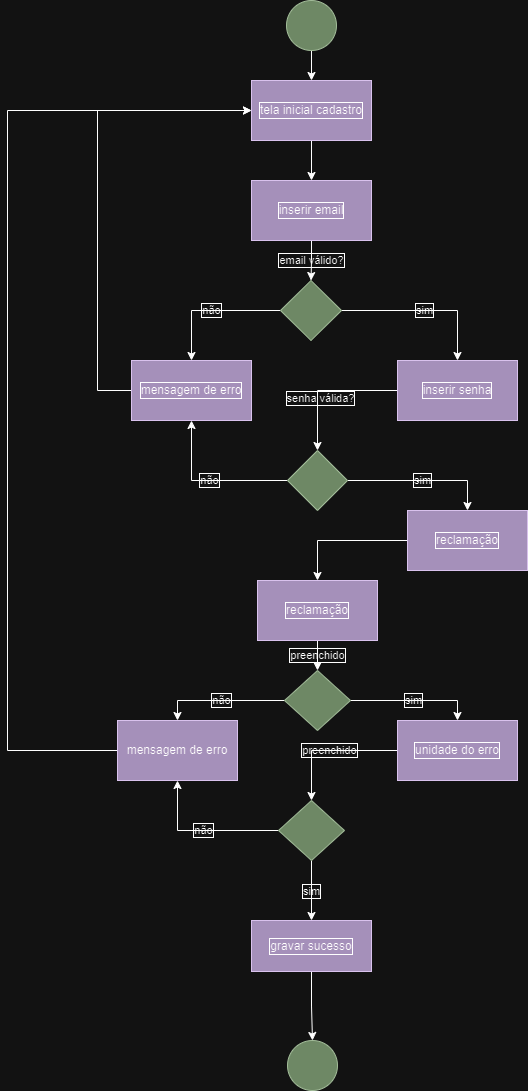 tela inicial cadastro
inserir email
email válido?
não
sim
mensagem de erro
inserir senha
senha válida?
não
sim
reclamação
reclamação
preenchido
não
sim
mensagem de erro
preenchido
unidade do erro
não
sim
gravar sucesso